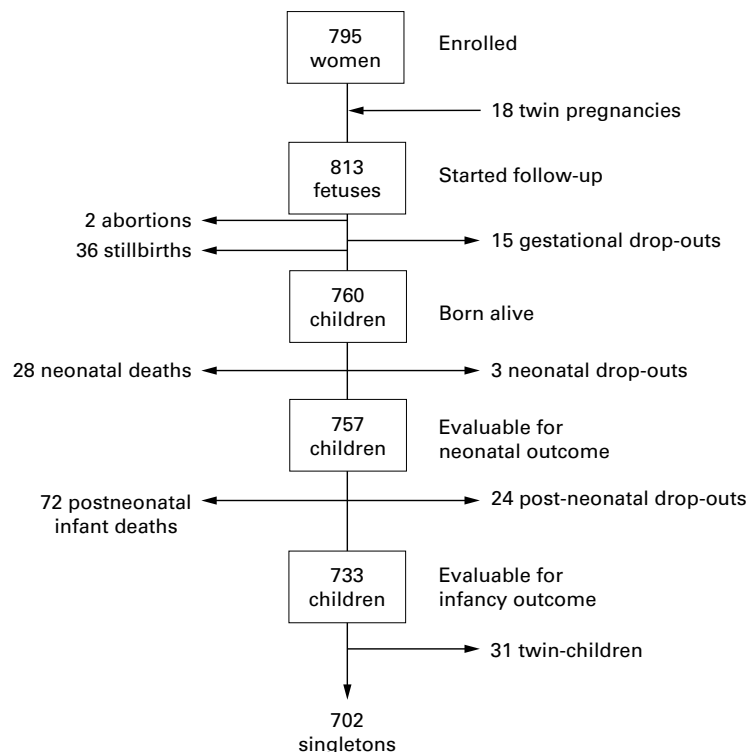 795
women
Enrolled
18 twin pregnancies
813
fetuses
Started follow-up
2 abortions
15 gestational drop-outs
36 stillbirths
760
children
Born alive
28 neonatal deaths
3 neonatal drop-outs
757
children
Evaluable for
neonatal outcome
72 postneonatal
infant deaths
24 post-neonatal drop-outs
733
children
Evaluable for
infancy outcome
31 twin-children
702
singletons